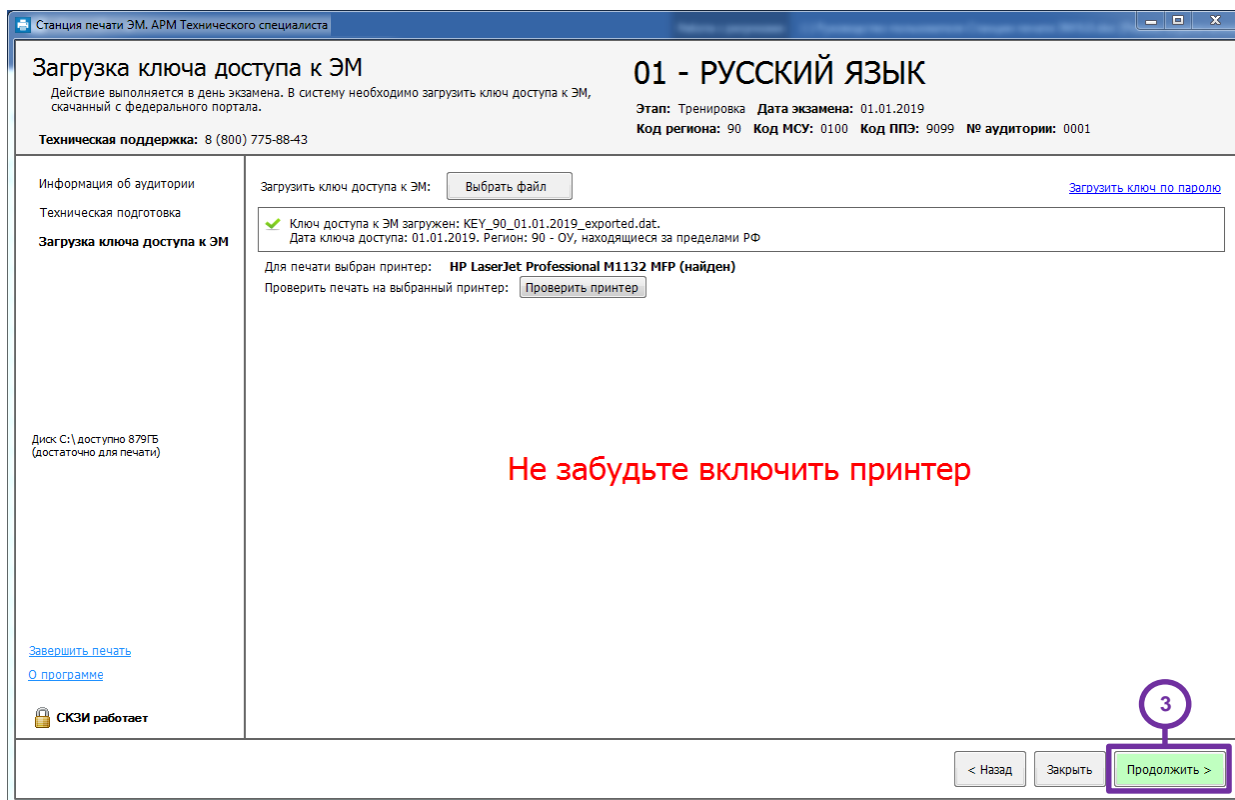 Станция печати ЭМ. АРМ Технического специалиста
Загрузка ключа доступа к ЭМ
Действие выполняется в день экзамена. В систему необходимо загрузить ключ доступа к ЭМ,
скачанный с федерального портала.
Техническая поддержка: 8 (800) 775-88-43
01 - РУССКИЙ ЯЗЫК
Этап: Тренировка Дата экзамена: 01.01.2019
Код региона: 90 Код МСУ: 0100 Код ППЭ: 9099 № аудитории: 0001
Информация об аудитории
Техническая подготовка
Загрузка ключа доступа к ЭМ
Диск C:\ доступно 879ГБ
(достаточно для печати)
Завершить печать
О программе
СКЗИ работает
Загрузить ключ доступа к ЭМ: Выбрать файл Загрузить ключ по паролю
Ключ доступа к ЭМ загружен: KEY_90_01.01.2019_exported.dat.
Дата ключа доступа: 01.01.2019. Регион: 90 - ОУ, находящиеся за пределами РФ
Для печати выбран принтер: HP LaserJet Professional M1132 MFP (найден)
Проверить печать на выбранный принтер: Проверить принтер
Не забудьте включить принтер
3
< Назад Закрыть Продолжить >